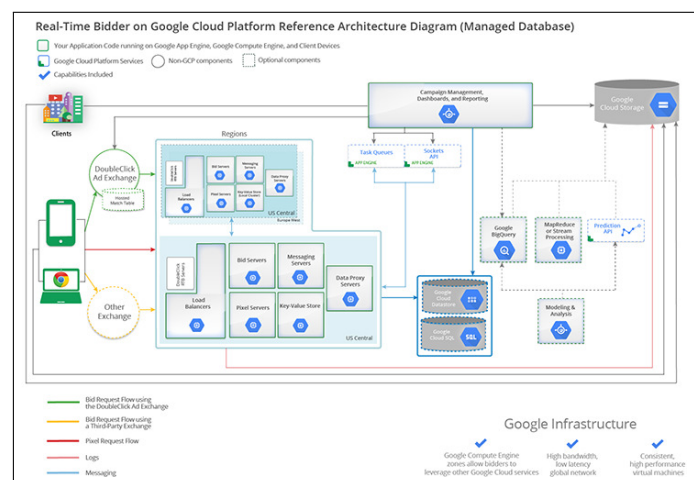 Real-Time Bidder on Google Cloud Platform Reference Architecture Diagram (Managed Database)
Your Application Code running on Google App Engine, Google Compute Engine, and Client Devices
Google Cloud Platform Services
Non-GCP components
Optional components
Capabilities Included
Clients
Campaign Management,
Dashboards, and Reporting
Google
Cloud Storage
Regions
DoubleClick
Ad Exchange
Hosted
Match Table
Bid Servers
Messaging
Servers
Data Proxy
Servers
Load
Balancers
Pixel Servers
Key-Value Store
US Central
Europe West
Task Queues
APP ENGINE
Sockets
API
APP ENGINE
Google
BigQuery
MapReduce
or Stream
Processing
Prediction
API
Other
Exchange
DoubleClick
RTB Servers
Load
Balancers
Bid Servers
Messaging
Servers
Data Proxy
Servers
Pixel Servers
Key-Value Store
US Central
Google
Cloud
Datastore
Google
Cloud SQL
SQL
Modeling &
Analysis
Bid Request Flow using
the DoubleClick Ad Exchange
Bid Request Flow using
a Third-Party Exchange
Pixel Request Flow
Logs
Messaging
Google Infrastructure
Google Compute Engine
zones allow bidders to
leverage other Google Cloud services
High bandwidth,
low latency
global network
Consistent,
high performance
virtual machines